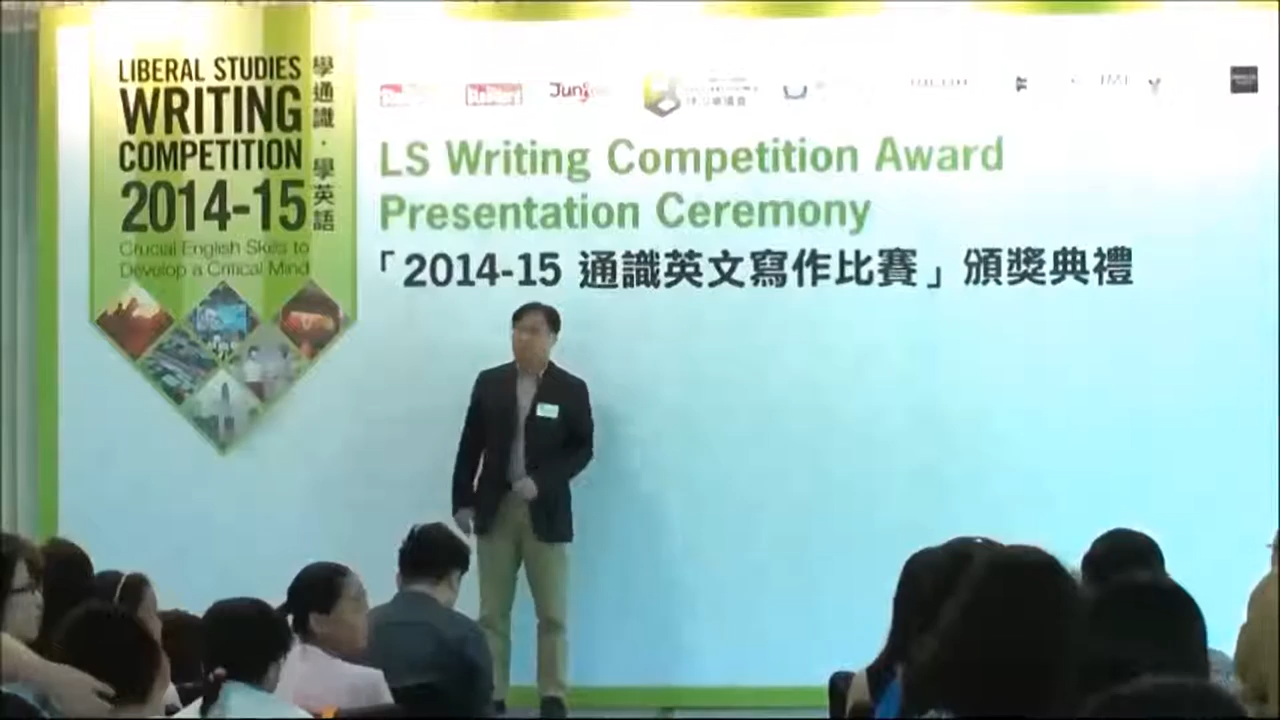 LIBERAL STUDIES
WRITING
COMPETITION
2014-15
學通識·學英語
Crucial English Skills to
Develop a Critical Mind
LS Writing Competition Award
Presentation Ceremony
「2014-15 通識英文寫作比賽」頒獎典禮